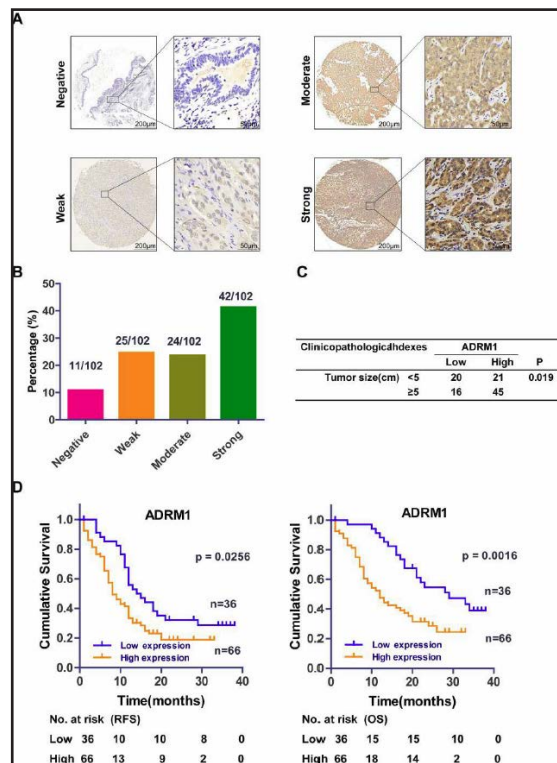 A
Negative
200μm
50μm
Moderate
200μm
50μm
Weak
200μm
50μm
Strong
200μm
50μm
B
Percentage (%)
50
40
30
20
10
0
11/102
25/102
24/102
42/102
Negative
Weak
Moderate
Strong
C
ClinicopathologicalIndexes ADRM1
Low High P
Tumor size(cm) <5 20 21 0.019
≥5 16 45
D
ADRM1
Cumulative Survival
1.0
0.8
0.6
0.4
0.2
0.0
p = 0.0256
n=36
n=66
Low expression
High expression
0 10 20 30 40
Time(months)
No. at risk (RFS)
Low 36 10 10 8 0
High 66 13 9 2 0
ADRM1
Cumulative Survival
1.0
0.8
0.6
0.4
0.2
0.0
p = 0.0016
n=36
n=66
Low expression
High expression
0 10 20 30 40
Time(months)
No. at risk (OS)
Low 36 15 15 10 0
High 66 18 14 2 0